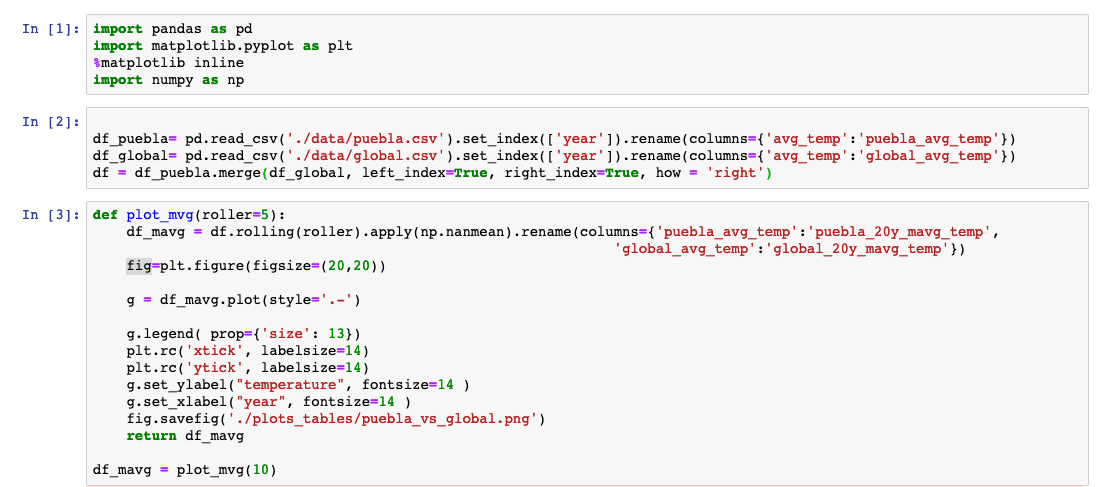 In [1]:
import pandas as pd
import matplotlib.pyplot as plt
%matplotlib inline
import numpy as np
In [2]:
df_puebla= pd.read_csv('./data/puebla.csv').set_index(['year']).rename(columns={'avg_temp':'puebla_avg_temp'})
df_global= pd.read_csv('./data/global.csv').set_index(['year']).rename(columns={'avg_temp':'global_avg_temp'})
df = df_puebla.merge(df_global, left_index=True, right_index=True, how = 'right')
In [3]:
def plot_mvg(roller=5):
    df_mavg = df.rolling(roller).apply(np.nanmean).rename(columns={'puebla_avg_temp':'puebla_20y_mavg_temp',
                                                              'global_avg_temp':'global_20y_mavg_temp'})
    fig=plt.figure(figsize=(20,20))
    g = df_mavg.plot(style='.-')
    g.legend( prop={'size': 13})
    plt.rc('xtick', labelsize=14)
    plt.rc('ytick', labelsize=14)
    g.set_ylabel("temperature", fontsize=14 )
    g.set_xlabel("year", fontsize=14 )
    fig.savefig('./plots_tables/puebla_vs_global.png')
    return df_mavg
df_mavg = plot_mvg(10)